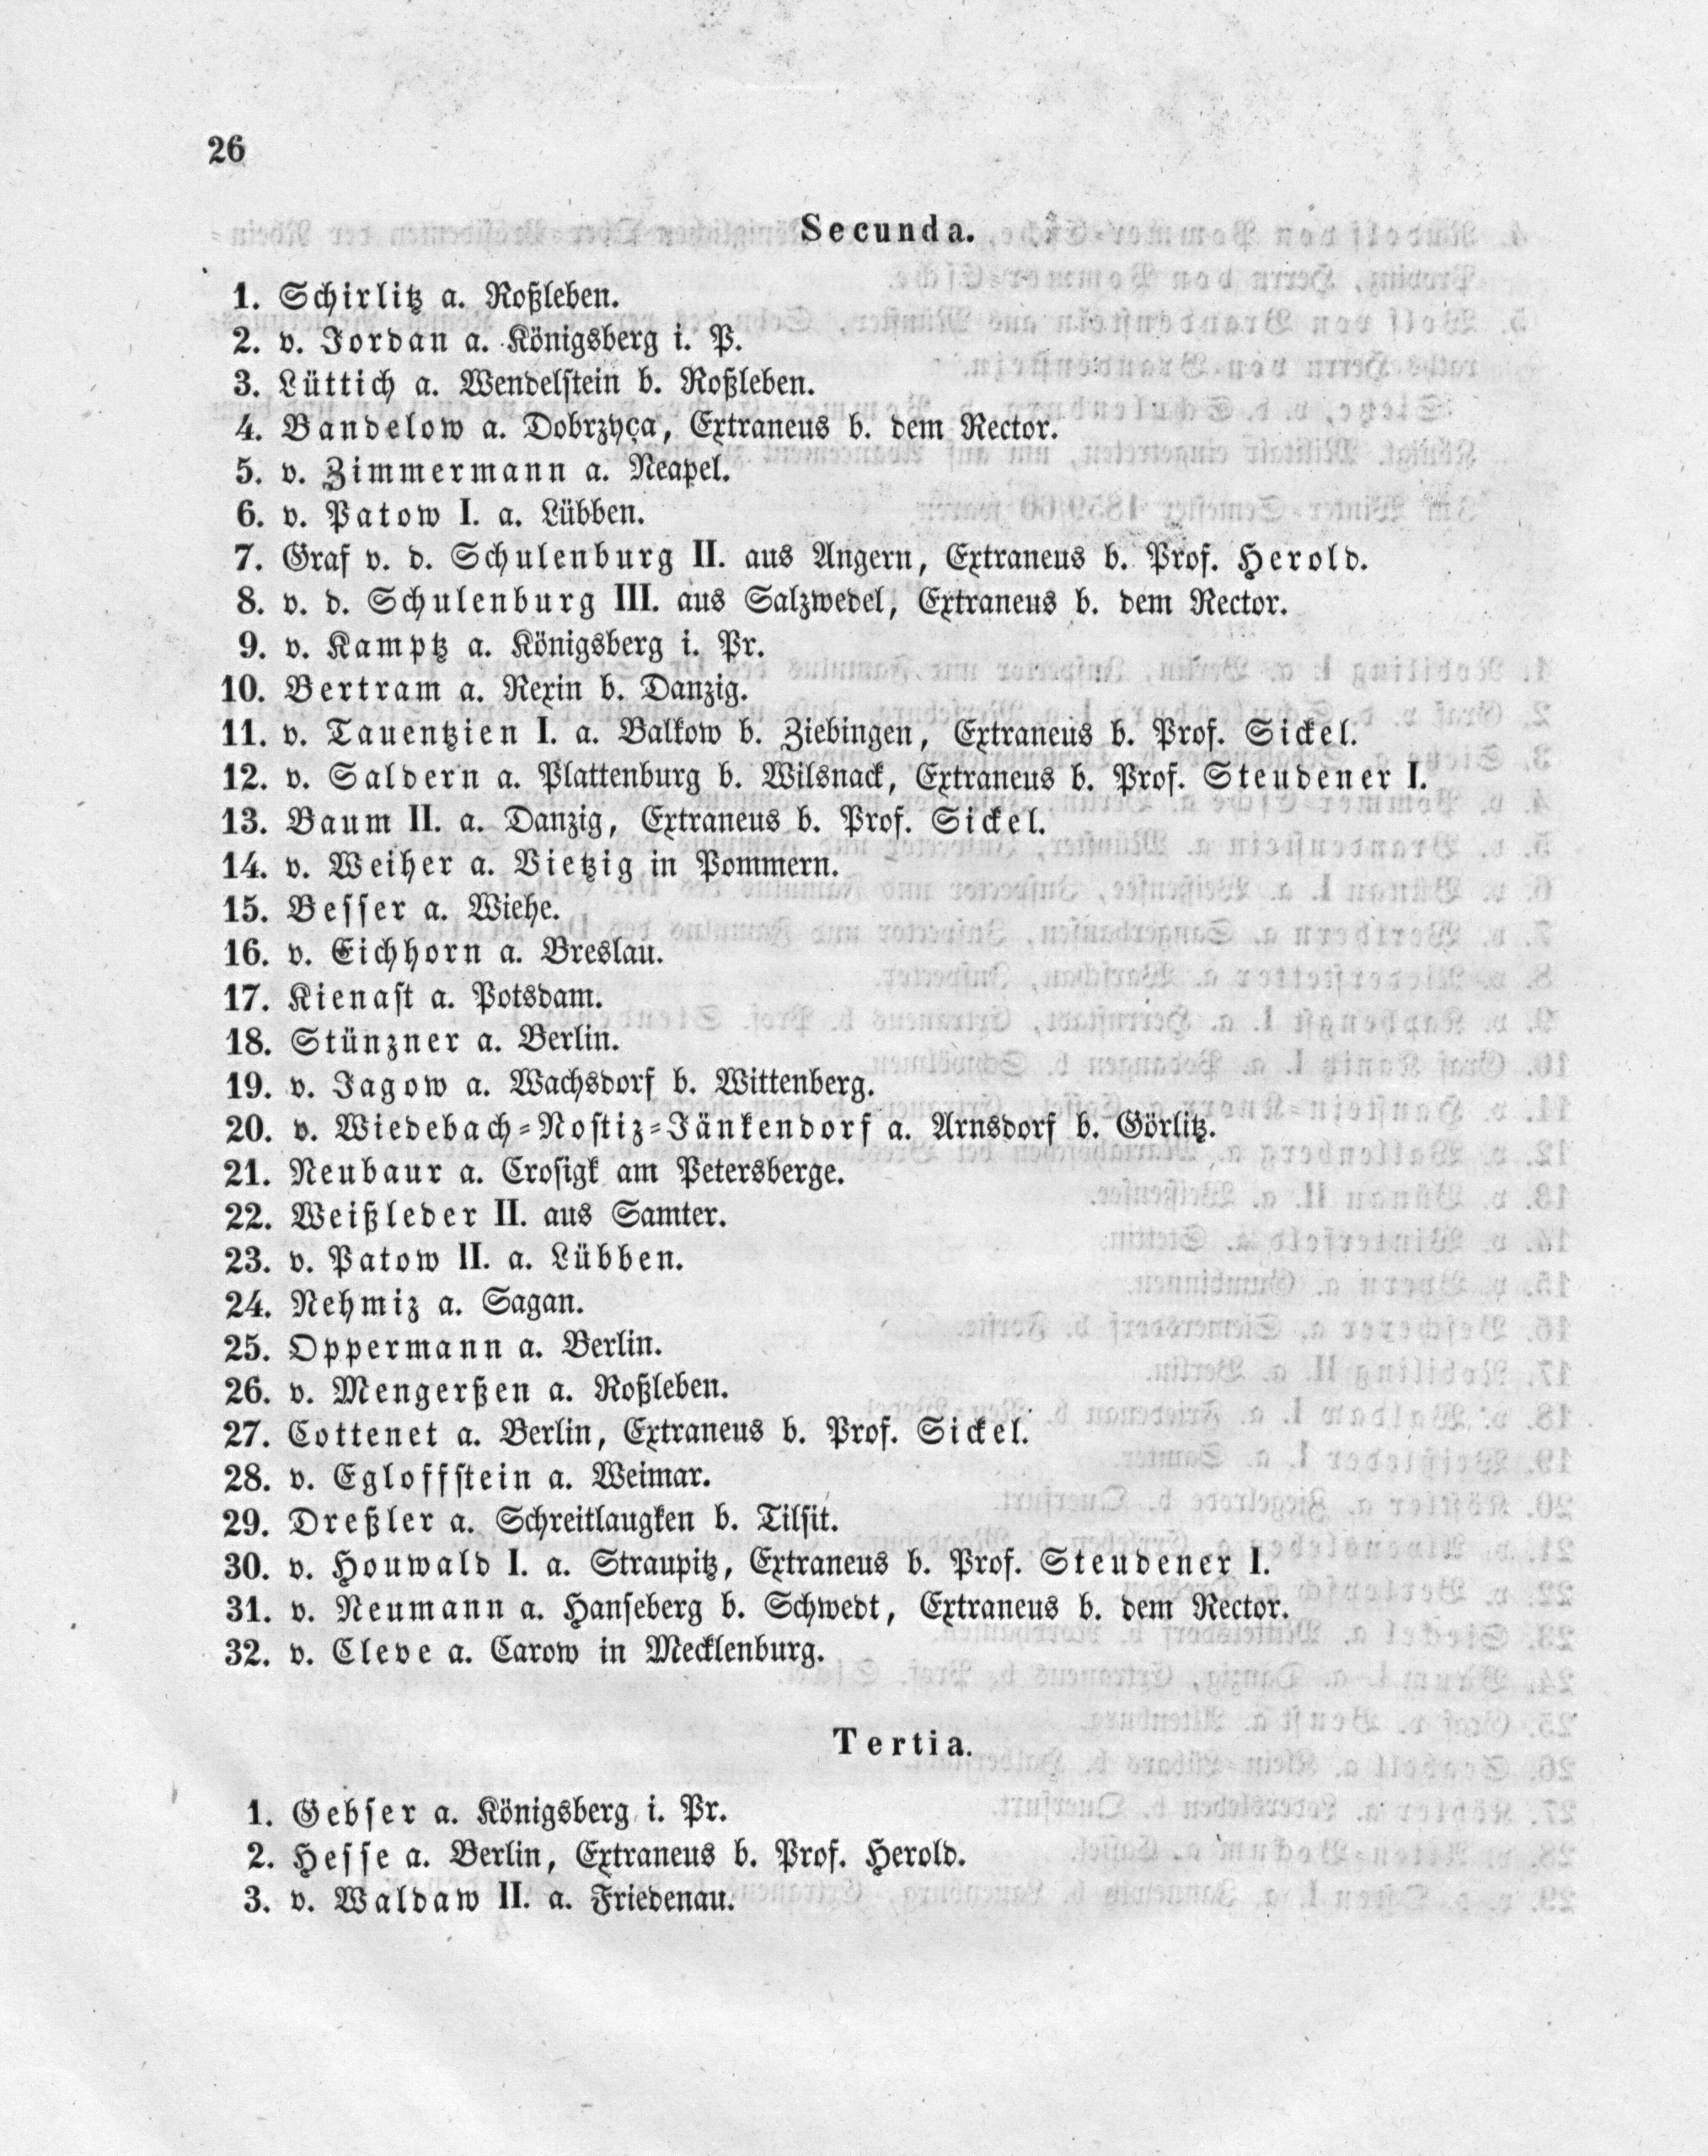 26
Secunda.
1. Schirlitz a. Roßleben.
2. v. Jordan a. Königsberg i. P.
3. Lüttich a. Wendelstein b. Roßleben.
4. Bandelow a. Dobrzyça, Extraneus b. dem Rector.
5. v. Zimmermann a. Neapel.
6. v. Patow I. a. Lübben.
7. Graf v. d. Schulenburg II. aus Angern, Extraneus b. Prof. Herold.
8. v. d. Schulenburg III. aus Salzwedel, Extraneus b. dem Rector.
9. v. Kamptz a. Königsberg i. Pr.
10. Bertram a. Rexin b. Danzig.
11. v. Tauentzien I. a. Balkow b. Ziebingen, Extraneus b. Prof. Sickel.
12. v. Saldern a. Plattenburg b. Wilsnack, Extraneus b. Prof. Steudener I.
13. Baum II. a. Danzig, Extraneus b. Prof. Sickel.
14. v. Weiher a. Vietzig in Pommern.
15. Besser a. Wiehe.
16. v. Eichhorn a. Breslau.
17. Kienast a. Potsdam.
18. Stünzner a. Berlin.
19. v. Jagow a. Wachsdorf b. Wittenberg.
20. v. Wiedebach-Nostiz-Jänkendorf a. Arnsdorf b. Görlitz.
21. Neubaur a. Crosigk am Petersberge.
22. Weißleder II. aus Samter.
23. v. Patow II. a. Lübben.
24. Nehmiz a. Sagan.
25. Oppermann a. Berlin.
26. v. Mengerßen a. Roßleben.
27. Cottenet a. Berlin, Extraneus b. Prof. Sickel.
28. v. Egloffstein a. Weimar.
29. Dreßler a. Schreitlaugken b. Tilsit.
30. v. Houwald I. a. Straupitz, Extraneus b. Prof. Steudener I.
31. v. Neumann a. Hanseberg b. Schwedt, Extraneus b. dem Rector.
32. v. Cleve a. Carow in Mecklenburg.
Tertia.
1. Gebser a. Königsberg i. Pr.
2. Hesse a. Berlin, Extraneus b. Prof. Herold.
3. v. Waldaw II. a. Friedenau.